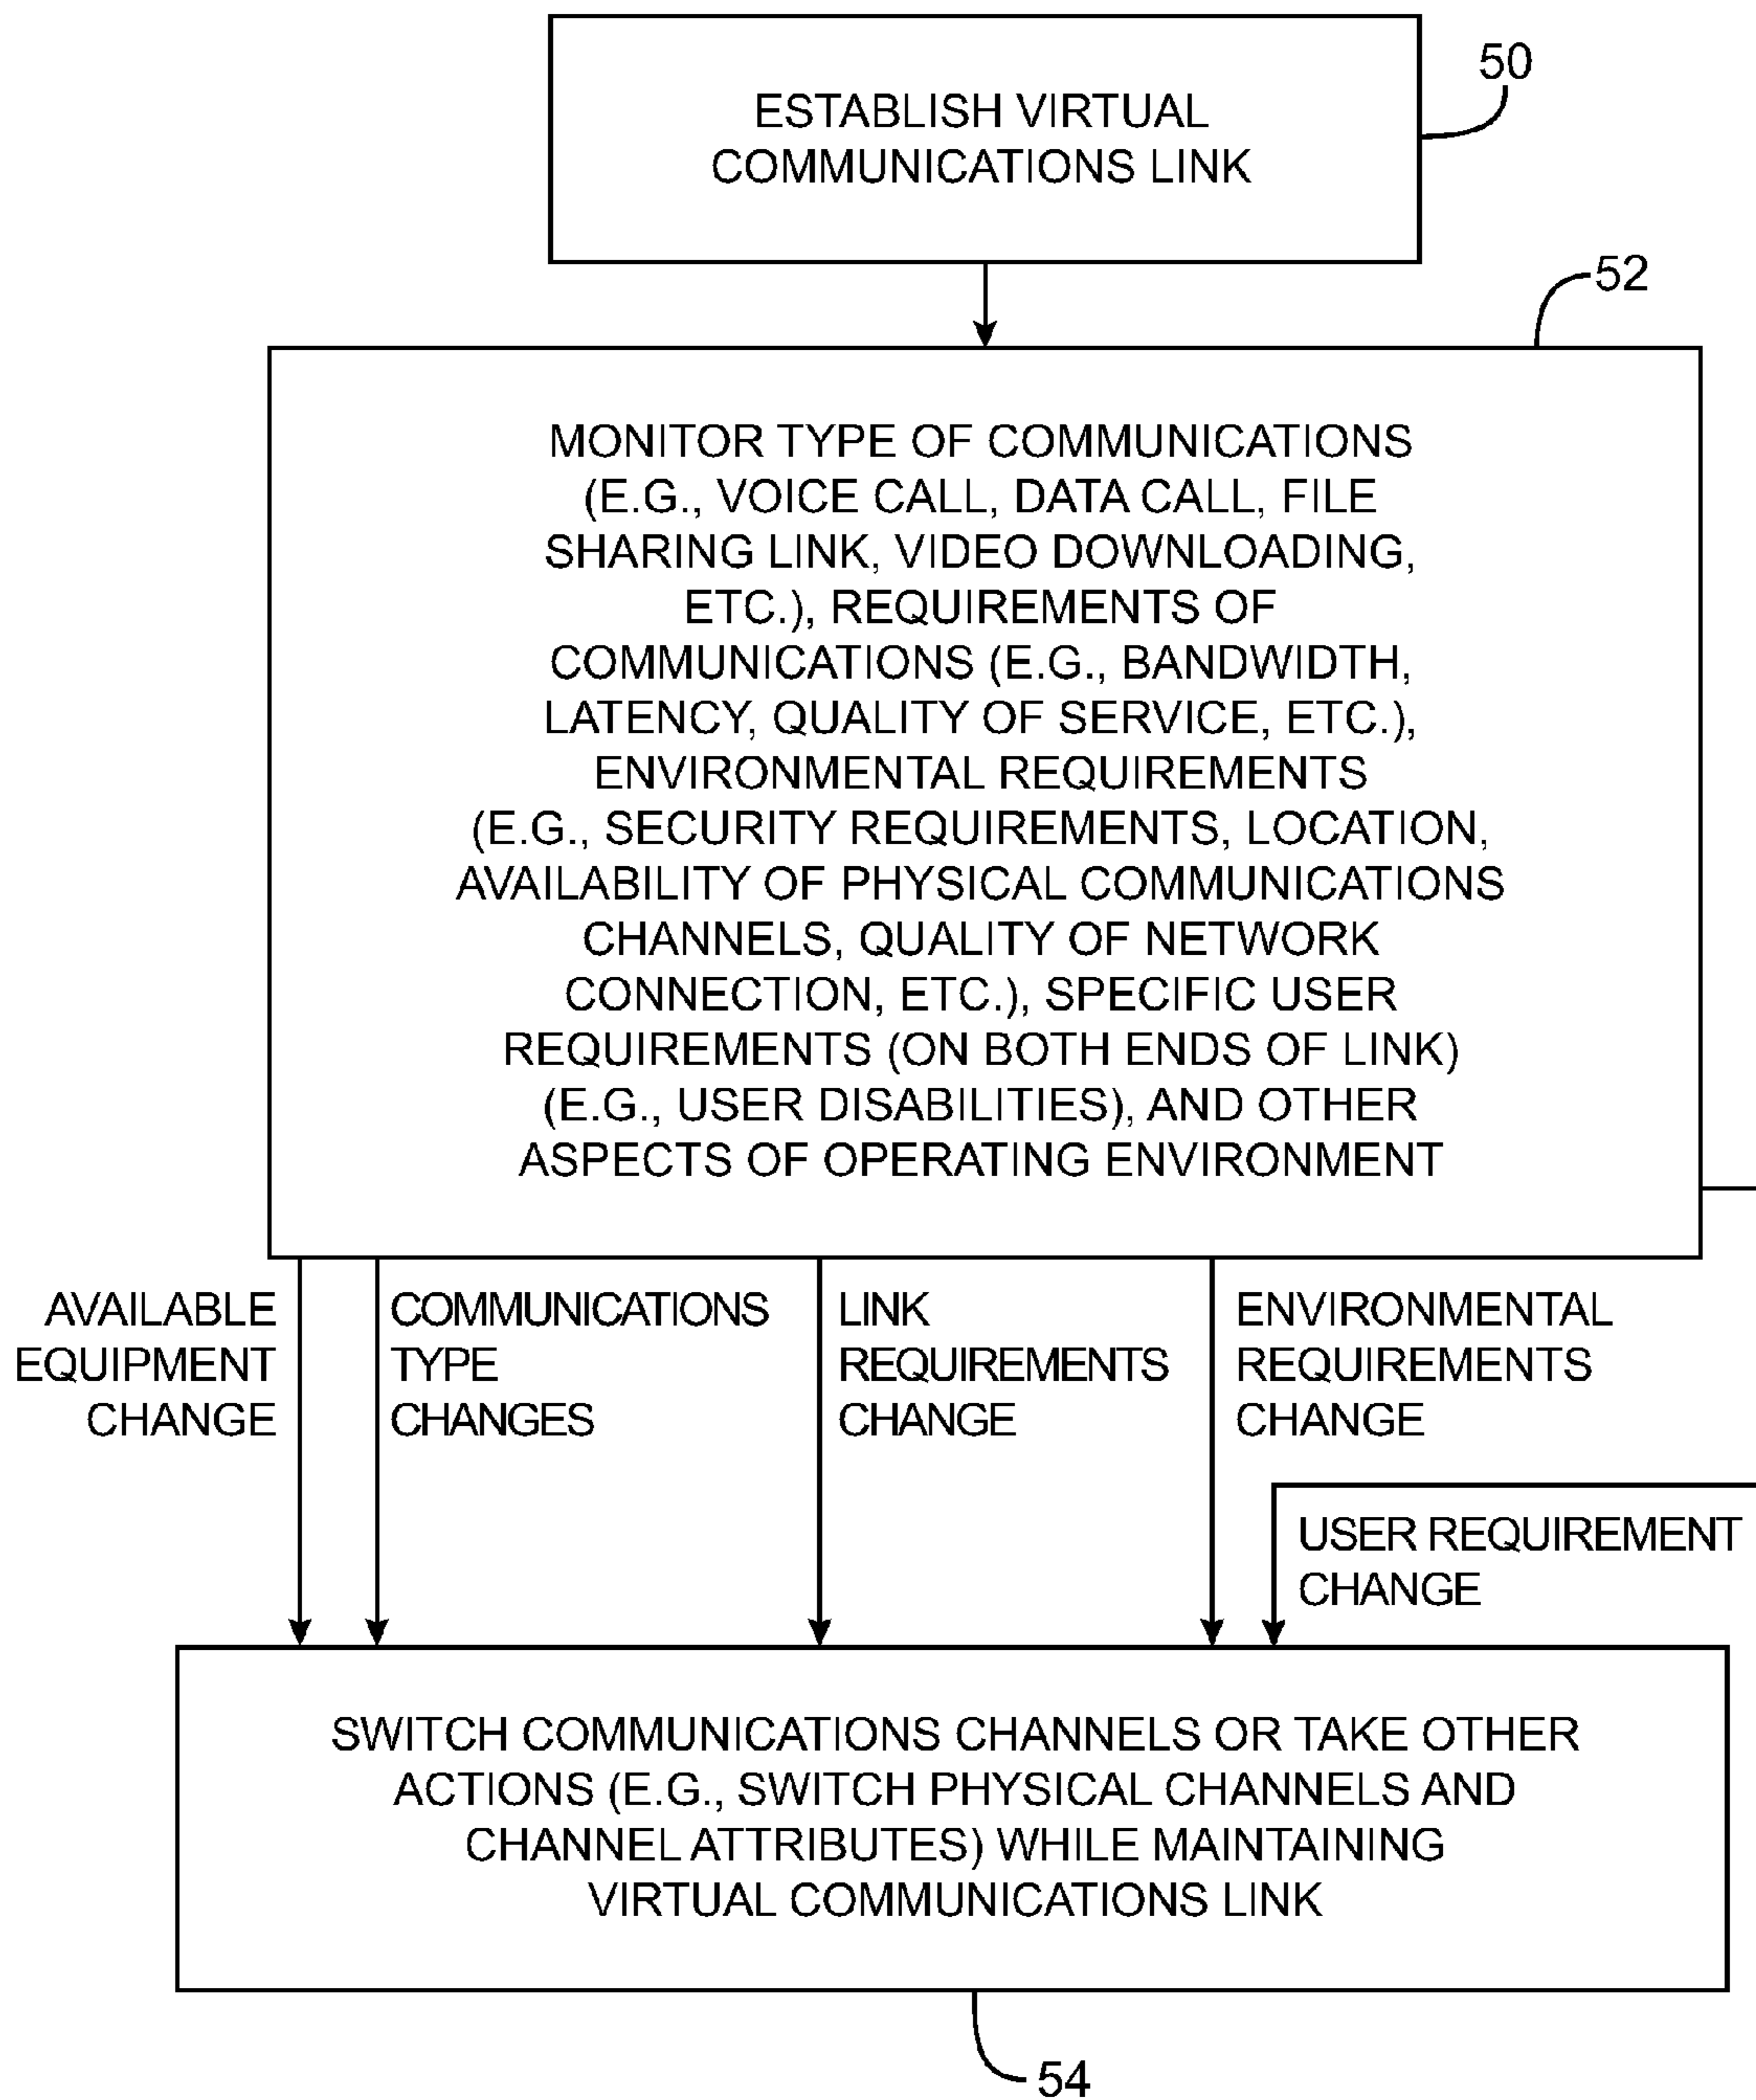 50
ESTABLISH VIRTUAL
COMMUNICATIONS LINK
52
MONITOR TYPE OF COMMUNICATIONS
(E.G., VOICE CALL, DATA CALL, FILE
SHARING LINK, VIDEO DOWNLOADING,
ETC.), REQUIREMENTS OF
COMMUNICATIONS (E.G., BANDWIDTH,
LATENCY, QUALITY OF SERVICE, ETC.),
ENVIRONMENTAL REQUIREMENTS
(E.G., SECURITY REQUIREMENTS, LOCATION,
AVAILABILITY OF PHYSICAL COMMUNICATIONS
CHANNELS, QUALITY OF NETWORK
CONNECTION, ETC.), SPECIFIC USER
REQUIREMENTS (ON BOTH ENDS OF LINK)
(E.G., USER DISABILITIES), AND OTHER
ASPECTS OF OPERATING ENVIRONMENT
AVAILABLE
EQUIPMENT
CHANGE
COMMUNICATIONS
TYPE
CHANGES
LINK
REQUIREMENTS
CHANGE
ENVIRONMENTAL
REQUIREMENTS
CHANGE
USER REQUIREMENT
CHANGE
SWITCH COMMUNICATIONS CHANNELS OR TAKE OTHER
ACTIONS (E.G., SWITCH PHYSICAL CHANNELS AND
CHANNEL ATTRIBUTES) WHILE MAINTAINING
VIRTUAL COMMUNICATIONS LINK
54